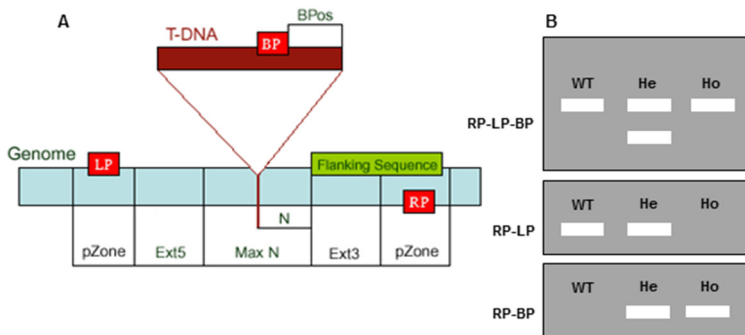 A
BPos
T-DNA
BP
Genome
LP
Flanking Sequence
RP
N
pZone Ext5 Max N Ext3 pZone
B
WT He Ho
RP-LP-BP
WT He Ho
RP-LP
WT He Ho
RP-BP